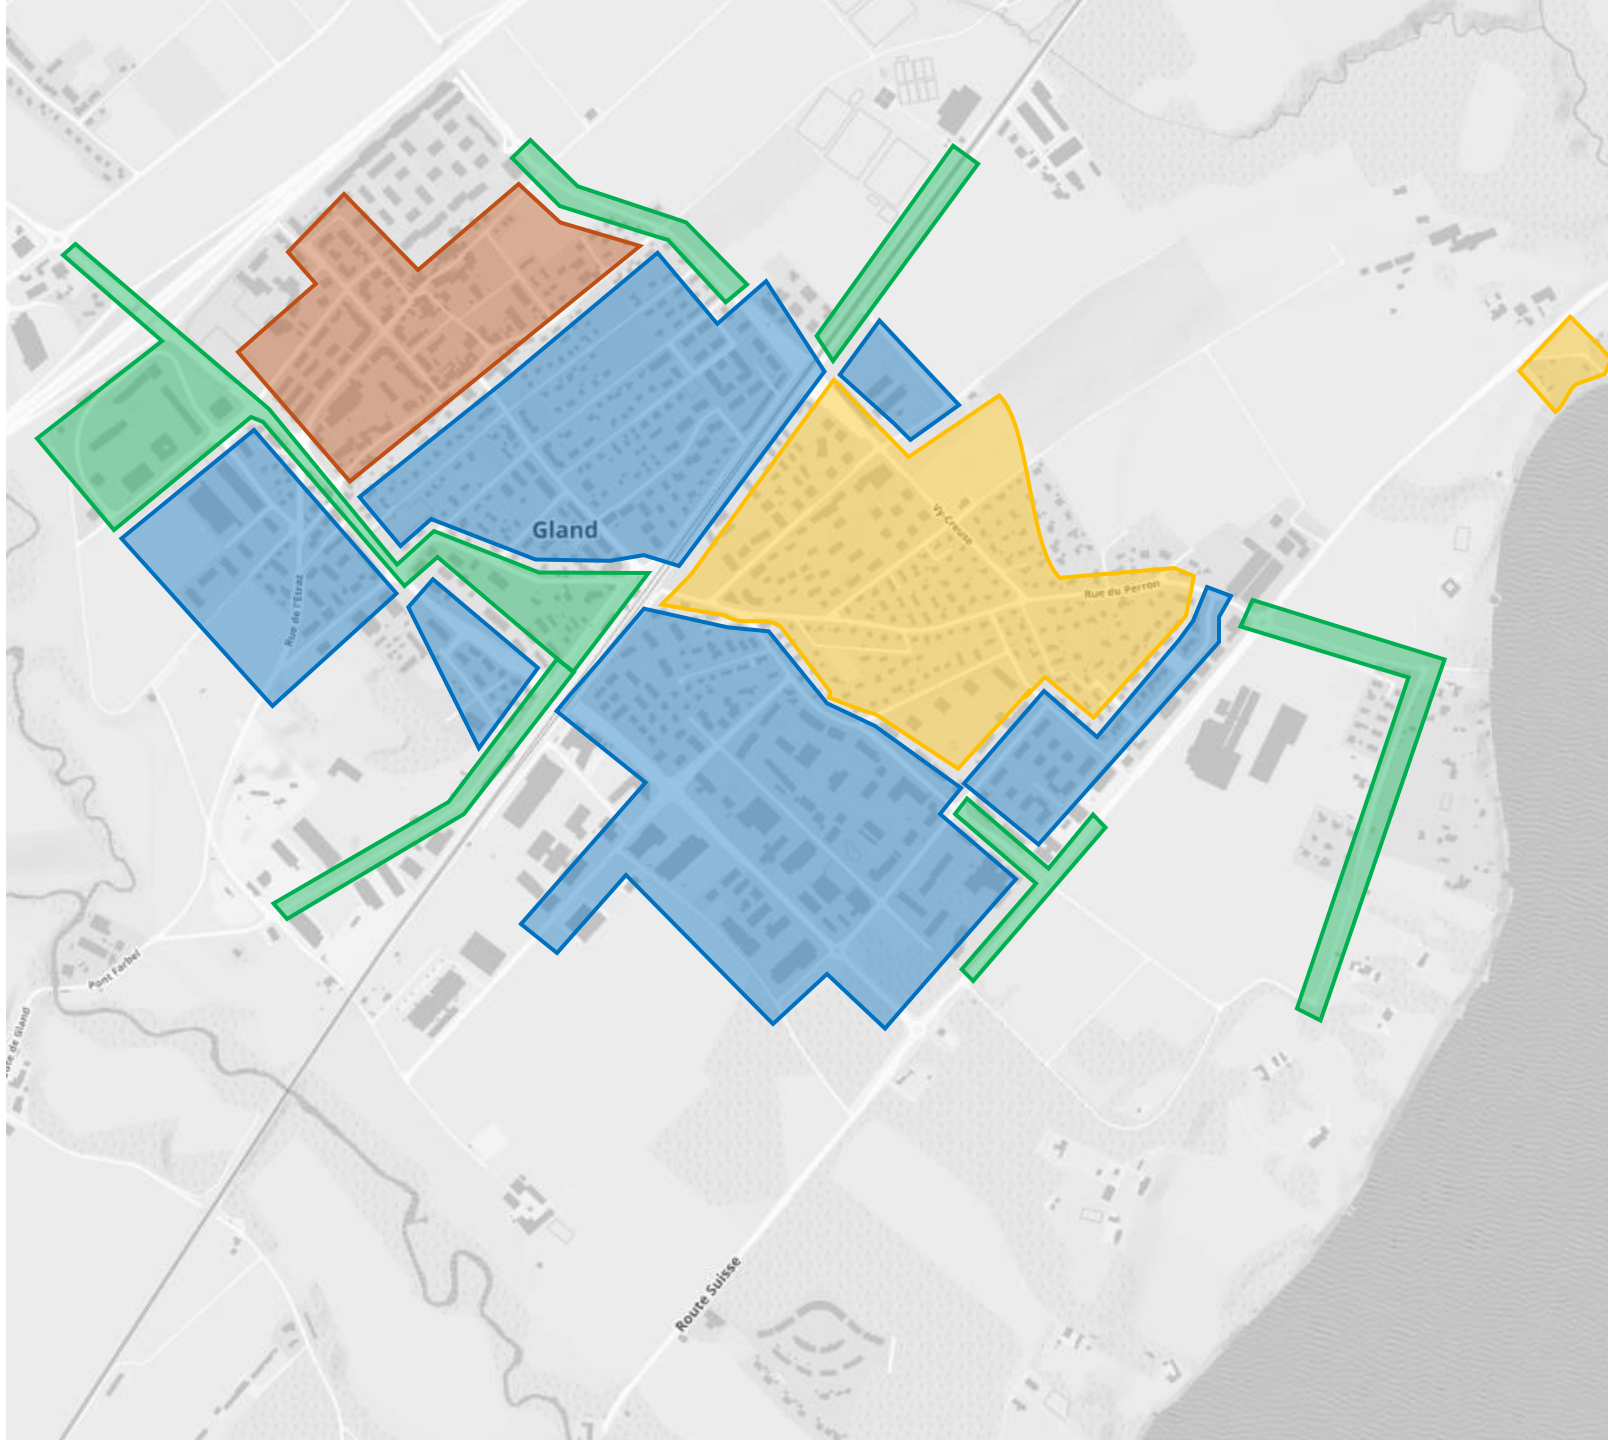 Vy-Creuse
Gland
Rue du Perron
Rue de l'Etraz
Pont Farbel
Route Suisse